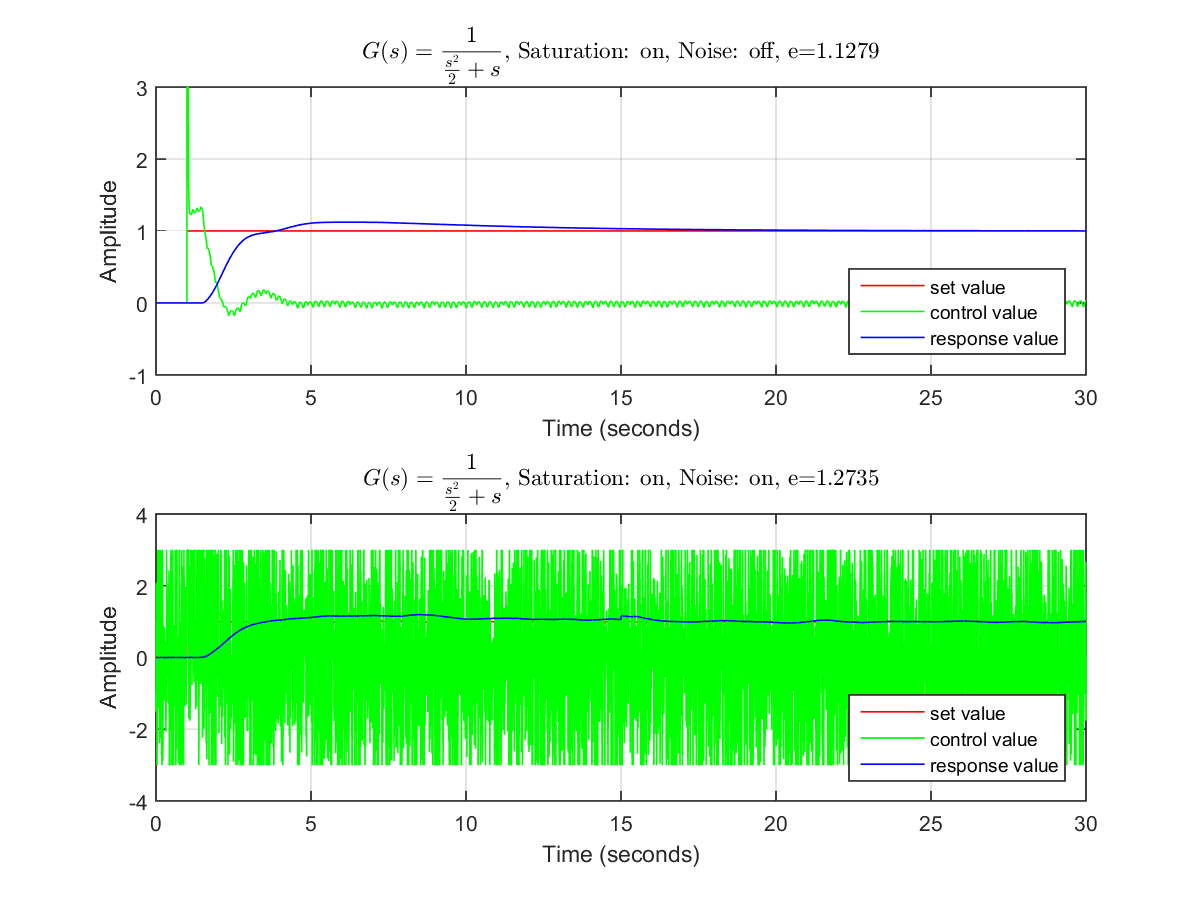 G(s) = 1/(s²/2 + s), Saturation: on, Noise: off, e=1.1279
3
2
1
0
-1
Amplitude
0 5 10 15 20 25 30
Time (seconds)
set value
control value
response value
G(s) = 1/(s²/2 + s), Saturation: on, Noise: on, e=1.2735
4
2
0
-2
-4
Amplitude
0 5 10 15 20 25 30
Time (seconds)
set value
control value
response value